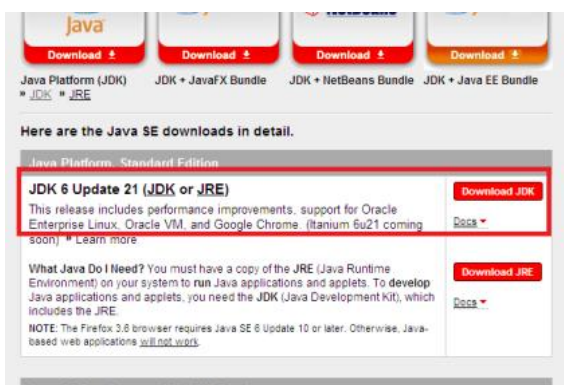 Java
NetBeans
Download
Download
Download
Download
Java Platform (JDK)
» JDK » JRE
JDK + JavaFX Bundle
JDK + NetBeans Bundle
JDK + Java EE Bundle
Here are the Java SE downloads in detail.
Java Platform, Standard Edition
JDK 6 Update 21 (JDK or JRE)
This release includes performance improvements, support for Oracle
Enterprise Linux, Oracle VM, and Google Chrome. (Itanium 6u21 coming
soon) » Learn more
Download JDK
Docs
What Java Do I Need? You must have a copy of the JRE (Java Runtime
Environment) on your system to run Java applications and applets. To develop
Java applications and applets, you need the JDK (Java Development Kit), which
includes the JRE.
NOTE: The Firefox 3.6 browser requires Java SE 6 Update 10 or later. Otherwise, Java-
based web applications will not work.
Download JRE
Docs